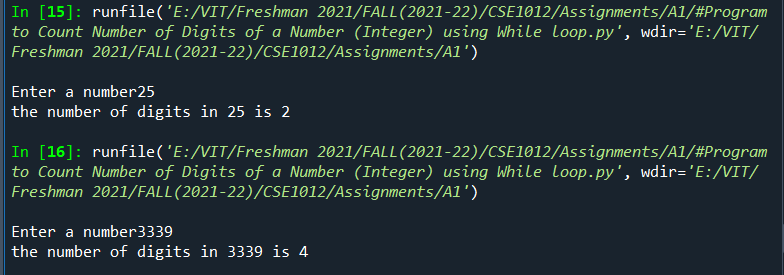 In [15]: runfile('E:/VIT/Freshman 2021/FALL(2021-22)/CSE1012/Assignments/A1/#Program
to Count Number of Digits of a Number (Integer) using While loop.py', wdir='E:/VIT/
Freshman 2021/FALL(2021-22)/CSE1012/Assignments/A1')
Enter a number25
the number of digits in 25 is 2
In [16]: runfile('E:/VIT/Freshman 2021/FALL(2021-22)/CSE1012/Assignments/A1/#Program
to Count Number of Digits of a Number (Integer) using While loop.py', wdir='E:/VIT/
Freshman 2021/FALL(2021-22)/CSE1012/Assignments/A1')
Enter a number3339
the number of digits in 3339 is 4